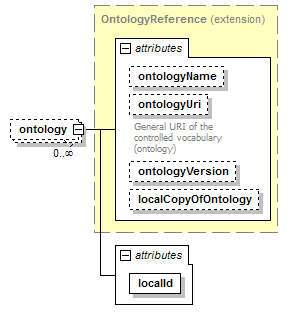 OntologyReference (extension)
attributes
ontologyName
ontologyUri
General URI of the
controlled vocabulary
(ontology)
ontologyVersion
localCopyOfOntology
ontology
0..∞
attributes
localId